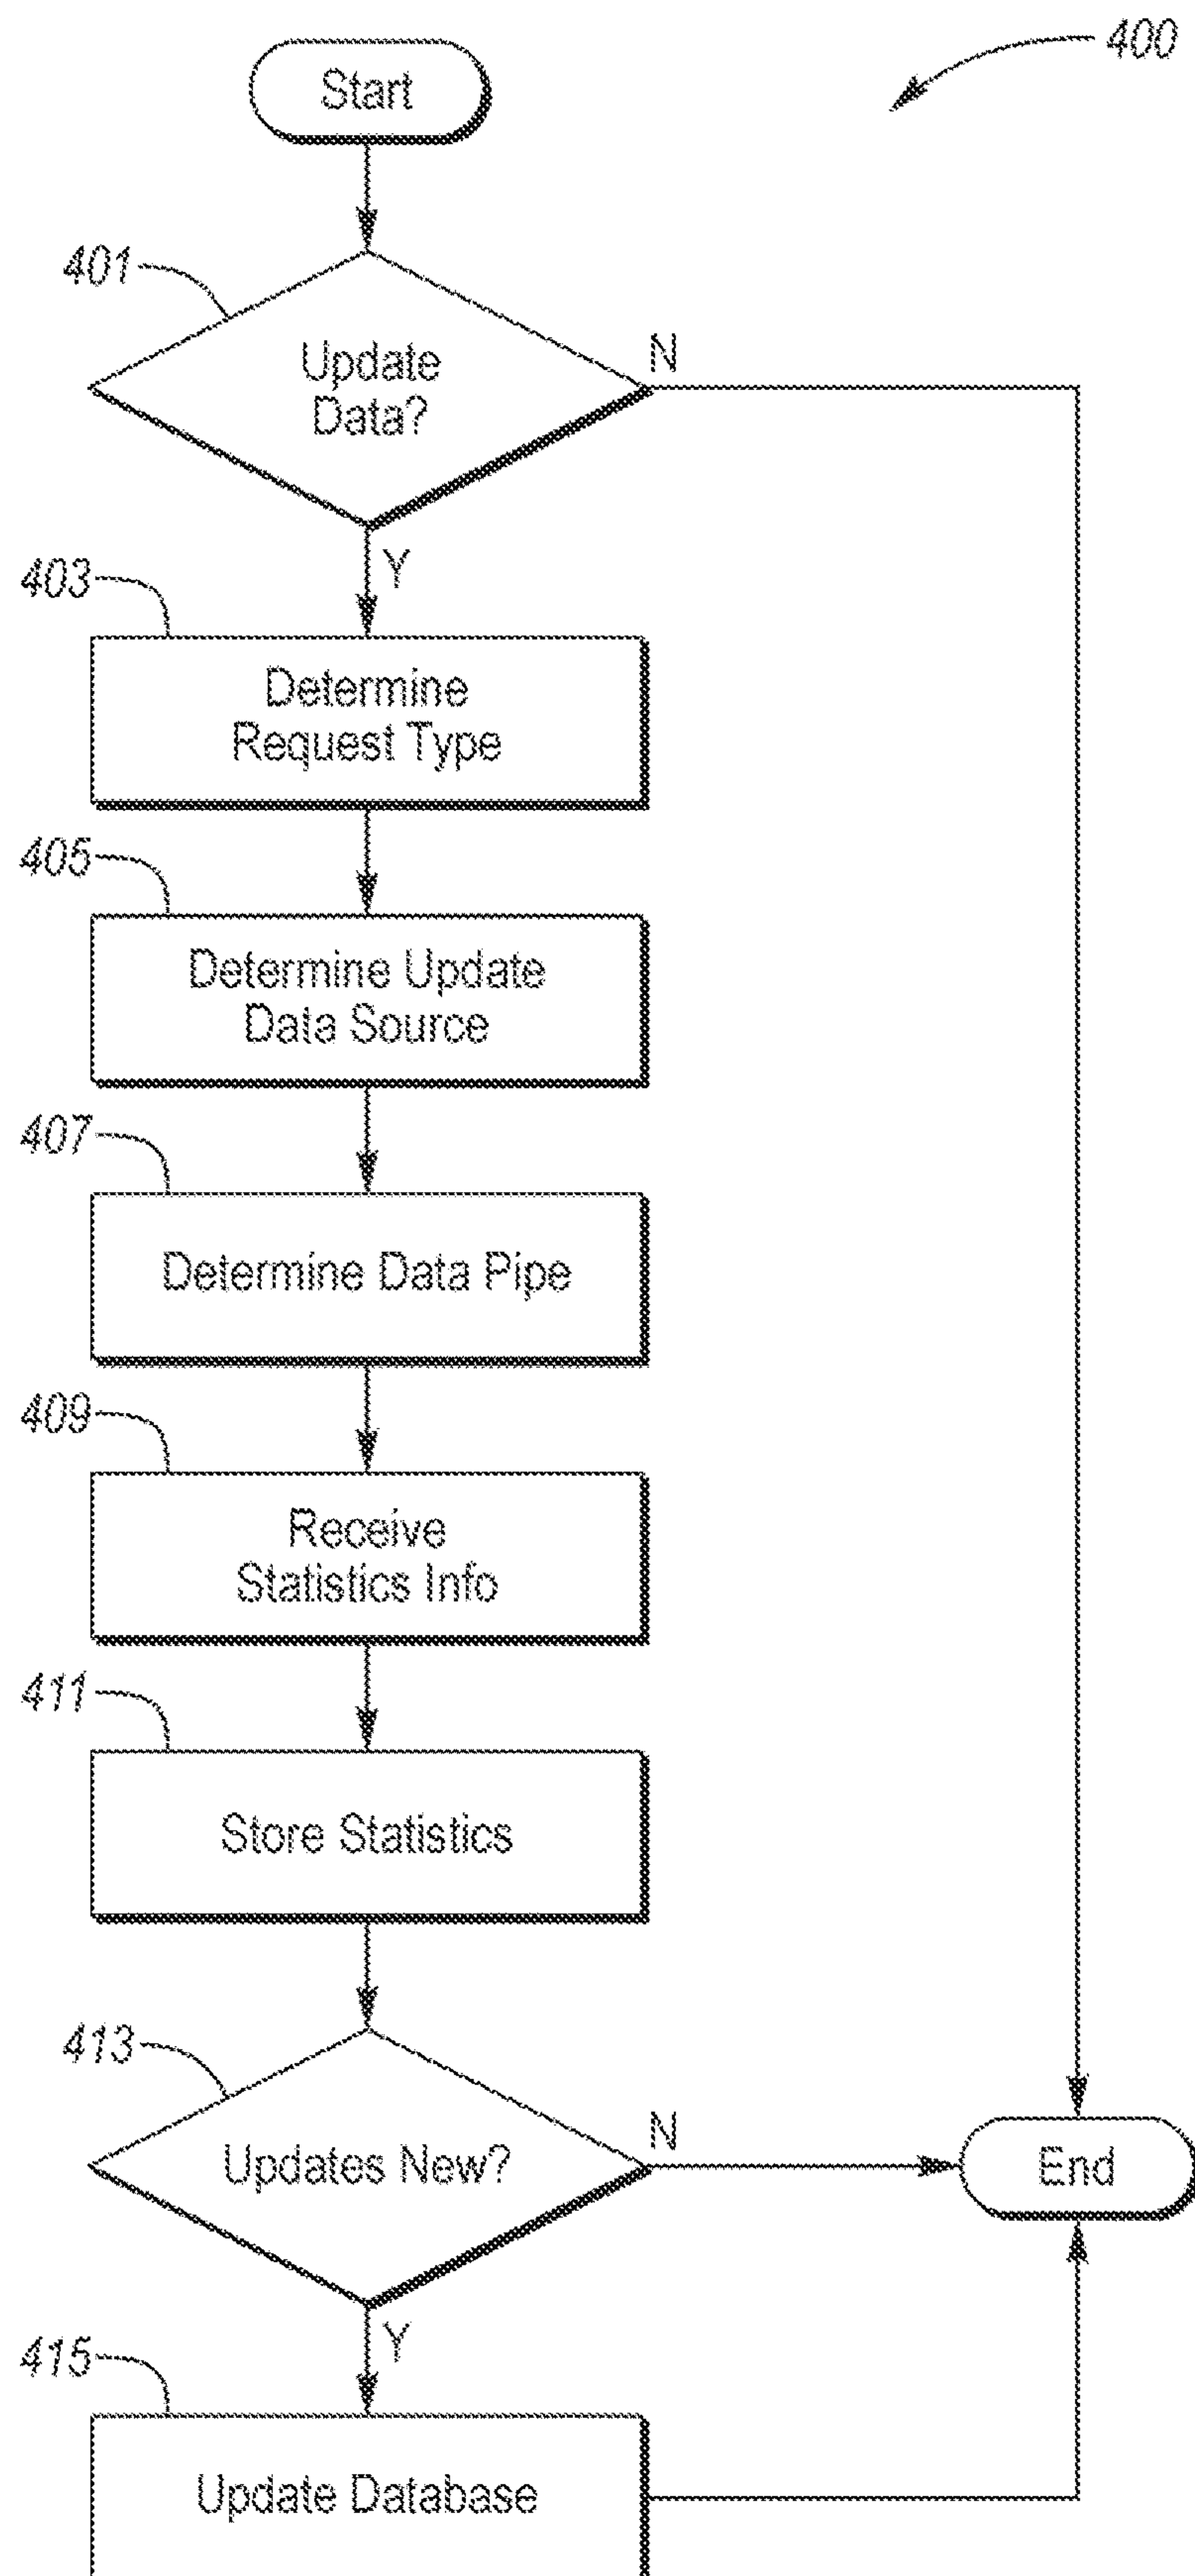 400
Start
401
Update
Data?
N
Y
403
Determine
Request Type
405
Determine Update
Data Source
407
Determine Data Pipe
409
Receive
Statistics Info
411
Store Statistics
413
Updates New?
N
End
Y
415
Update Database